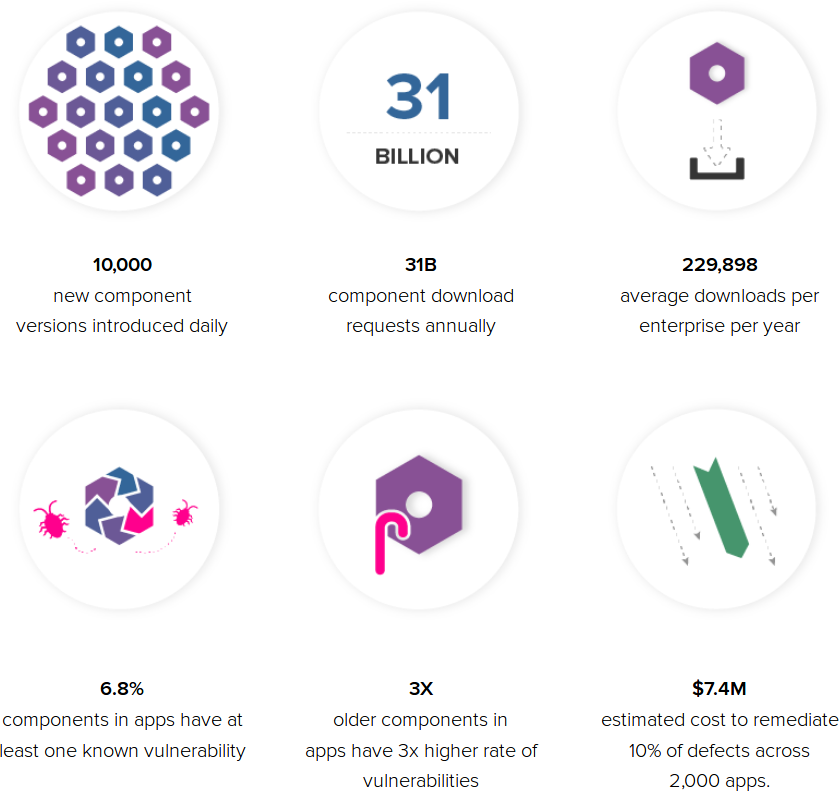 31
BILLION
10,000
new component
versions introduced daily
31B
component download
requests annually
229,898
average downloads per
enterprise per year
6.8%
components in apps have at
least one known vulnerability
3X
older components in
apps have 3x higher rate of
vulnerabilities
$7.4M
estimated cost to remediate
10% of defects across
2,000 apps.